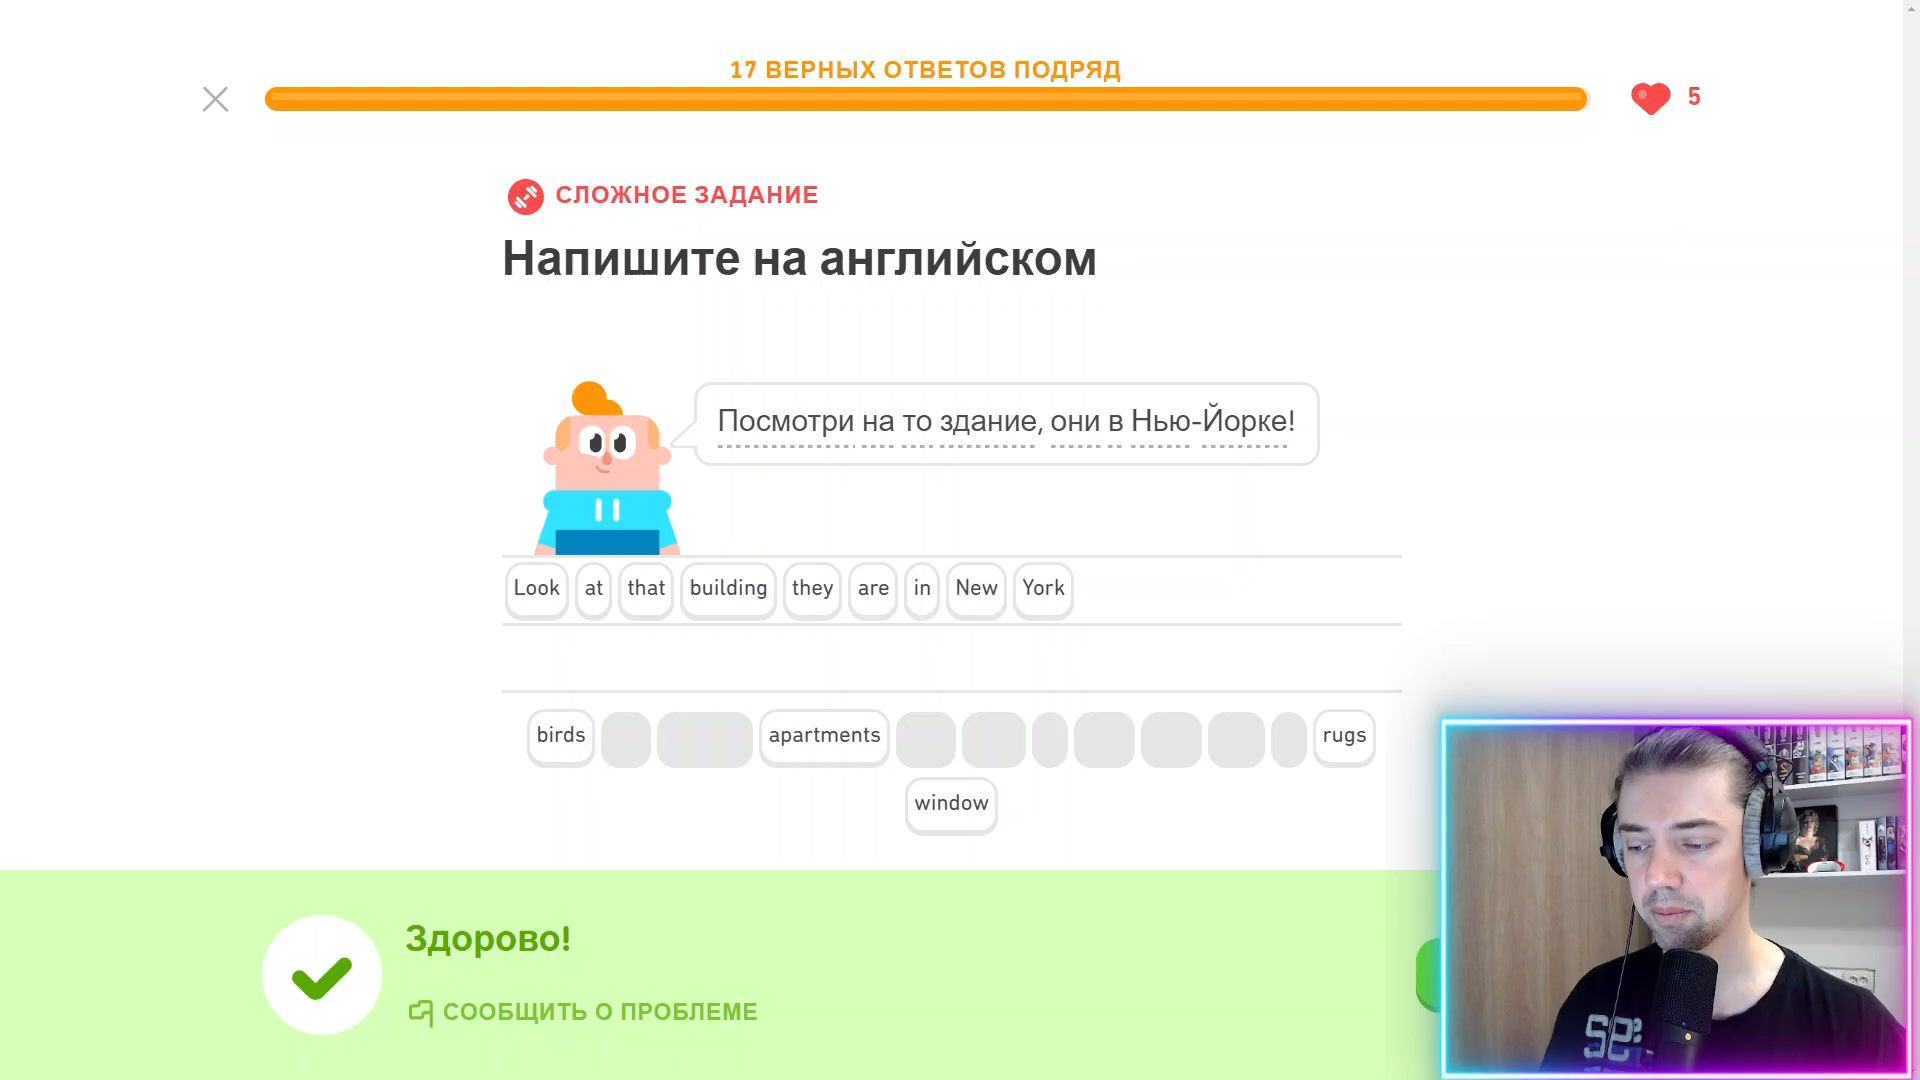 17 ВЕРНЫХ ОТВЕТОВ ПОДРЯД
5
СЛОЖНОЕ ЗАДАНИЕ
Напишите на английском
Посмотри на то здание, они в Нью-Йорке!
Look at that building they are in New York
birds apartments rugs
window
Здорово!
СООБЩИТЬ О ПРОБЛЕМЕ